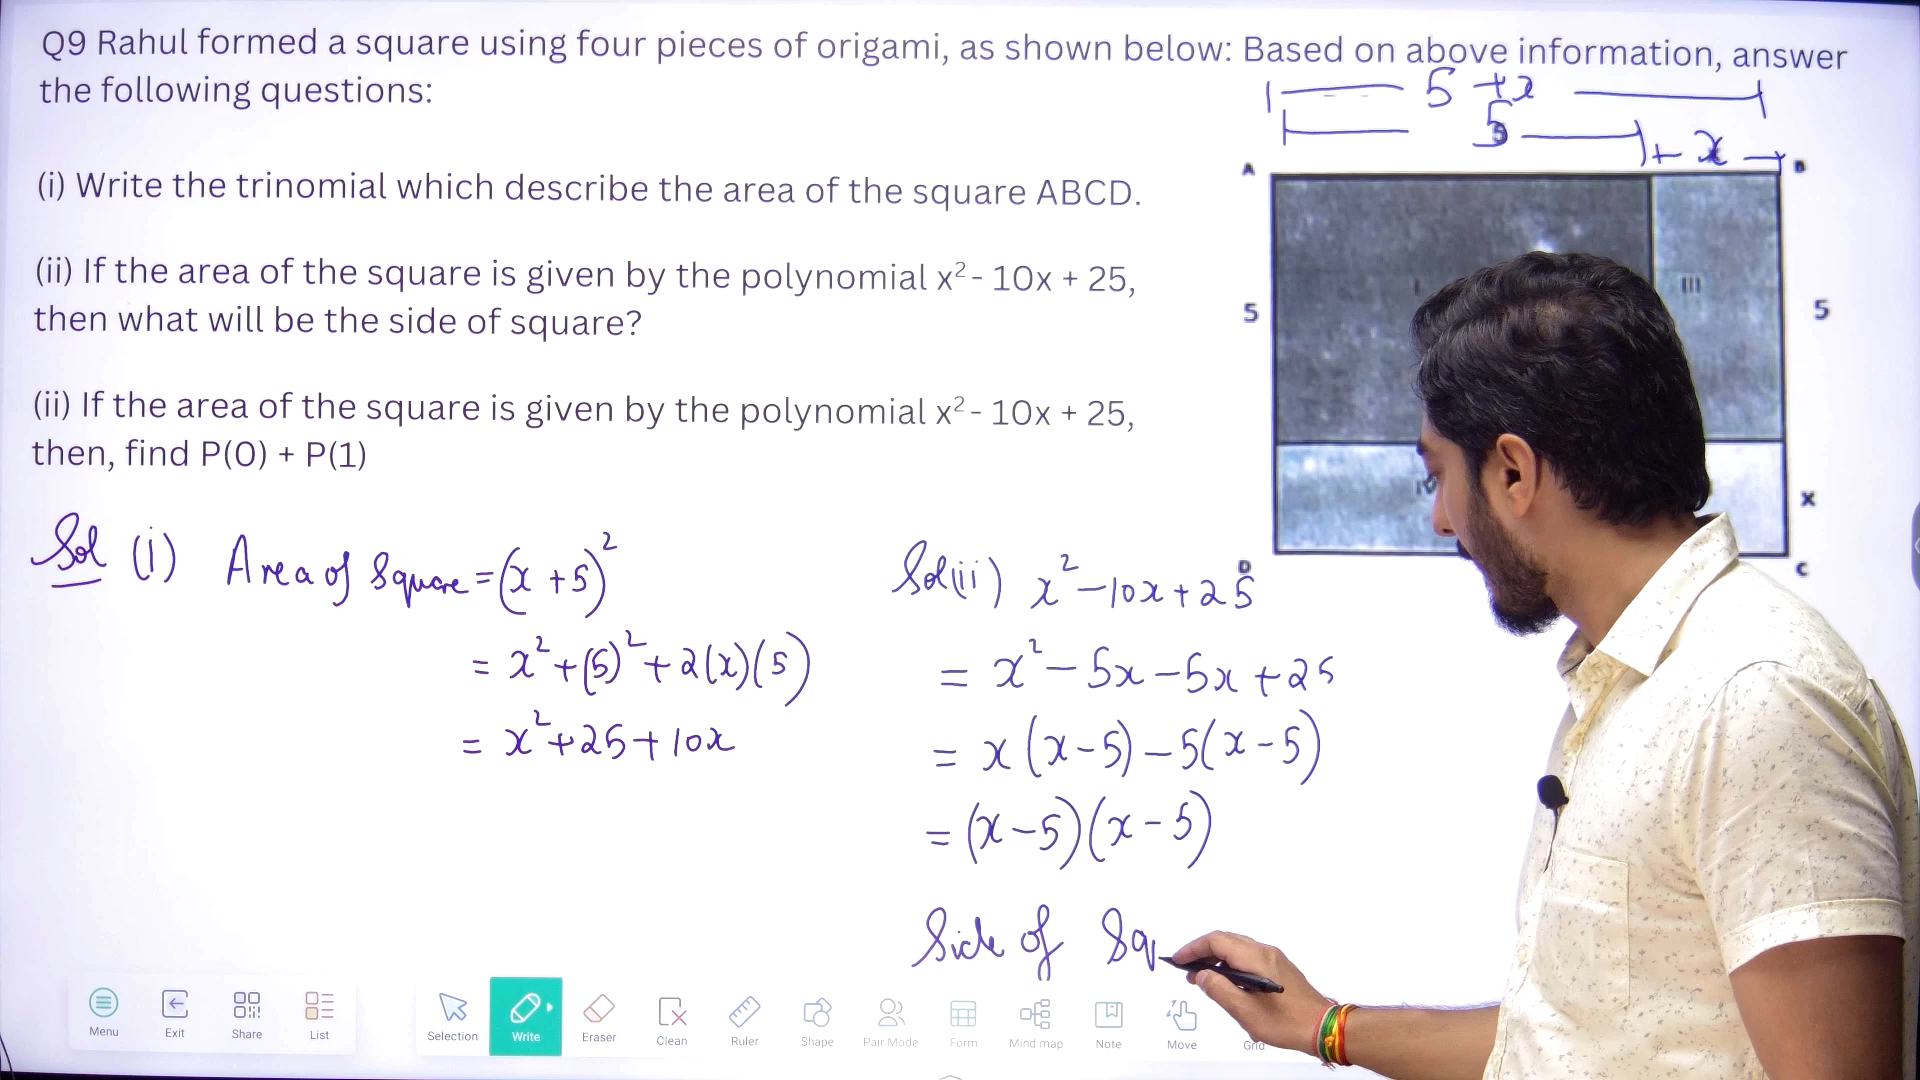 Q9 Rahul formed a square using four pieces of origami, as shown below: Based on above information, answer
the following questions:
(i) Write the trinomial which describe the area of the square ABCD.
(ii) If the area of the square is given by the polynomial x² - 10x + 25,
then what will be the side of square?
(ii) If the area of the square is given by the polynomial x² - 10x + 25,
then, find P(0) + P(1)
5 + x
5
+ x
A
B
III
5
5
IV
X
D
C
Sol (i) Area of Square = (x + 5)²
= x² + (5)² + 2(x)(5)
= x² + 25 + 10x
Sol (ii) x² - 10x + 25
= x² - 5x - 5x + 25
= x(x - 5) - 5(x - 5)
= (x - 5)(x - 5)
Side of Squ
Menu
Exit
Share
List
Selection
Write
Eraser
Clean
Ruler
Shape
Pair Mode
Form
Mind map
Note
Move
Grid